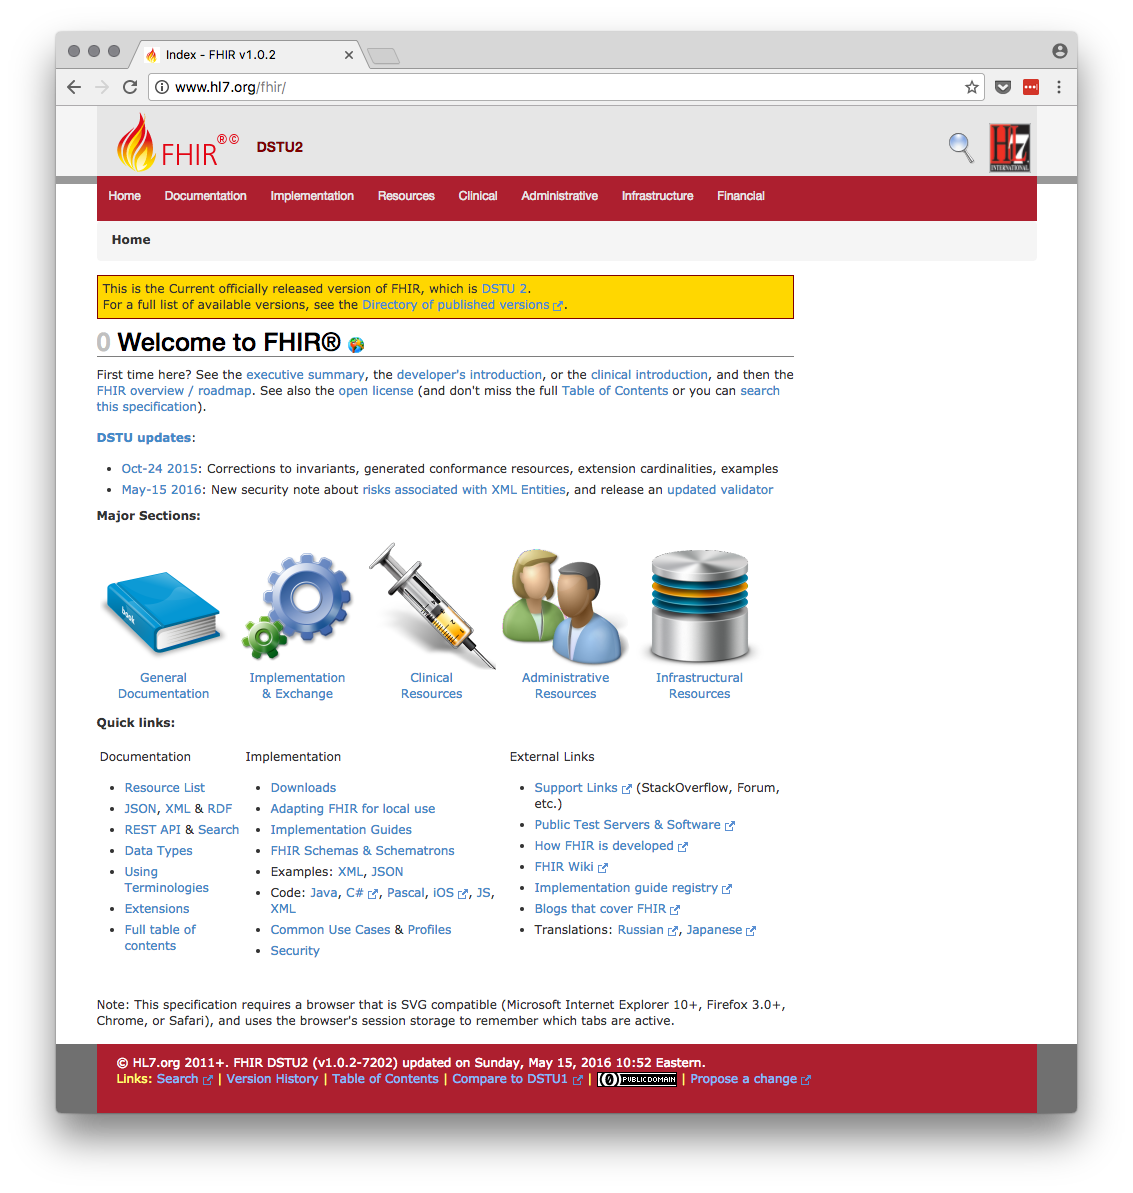 Index - FHIR v1.0.2
www.hl7.org/fhir/
FHIR®© DSTU2
HL7
INTERNATIONAL
Home Documentation Implementation Resources Clinical Administrative Infrastructure Financial
Home
This is the Current officially released version of FHIR, which is DSTU 2.
For a full list of available versions, see the Directory of published versions.
0 Welcome to FHIR®
First time here? See the executive summary, the developer's introduction, or the clinical introduction, and then the
FHIR overview / roadmap. See also the open license (and don't miss the full Table of Contents or you can search
this specification).
DSTU updates:
• Oct-24 2015: Corrections to invariants, generated conformance resources, extension cardinalities, examples
• May-15 2016: New security note about risks associated with XML Entities, and release an updated validator
Major Sections:
book
General
Documentation
Implementation
& Exchange
Clinical
Resources
Administrative
Resources
Infrastructural
Resources
Quick links:
Documentation
• Resource List
• JSON, XML & RDF
• REST API & Search
• Data Types
• Using
Terminologies
• Extensions
• Full table of
contents
Implementation
• Downloads
• Adapting FHIR for local use
• Implementation Guides
• FHIR Schemas & Schematrons
• Examples: XML, JSON
• Code: Java, C#, Pascal, iOS, JS,
XML
• Common Use Cases & Profiles
• Security
External Links
• Support Links (StackOverflow, Forum,
etc.)
• Public Test Servers & Software
• How FHIR is developed
• FHIR Wiki
• Implementation guide registry
• Blogs that cover FHIR
• Translations: Russian, Japanese
Note: This specification requires a browser that is SVG compatible (Microsoft Internet Explorer 10+, Firefox 3.0+,
Chrome, or Safari), and uses the browser's session storage to remember which tabs are active.
© HL7.org 2011+. FHIR DSTU2 (v1.0.2-7202) updated on Sunday, May 15, 2016 10:52 Eastern.
Links: Search | Version History | Table of Contents | Compare to DSTU1 | PUBLIC DOMAIN | Propose a change